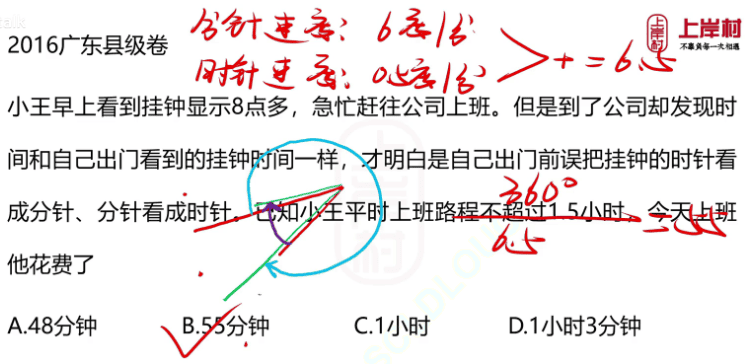 talk
2016广东县级卷
分针速度：6度/分
时针速度：0.5度/分
+ = 6.5
上岸村
不辜负每一次相遇
小王早上看到挂钟显示8点多，急忙赶往公司上班。但是到了公司却发现时
间和自己出门看到的挂钟时间一样，才明白是自己出门前误把挂钟的时针看
成分针、分针看成时针。已知小王平时上班路程不超过1.5小时，今天上班
360°
6.5
=55
他花费了
A.48分钟 B.55分钟 C.1小时 D.1小时3分钟
上岸村